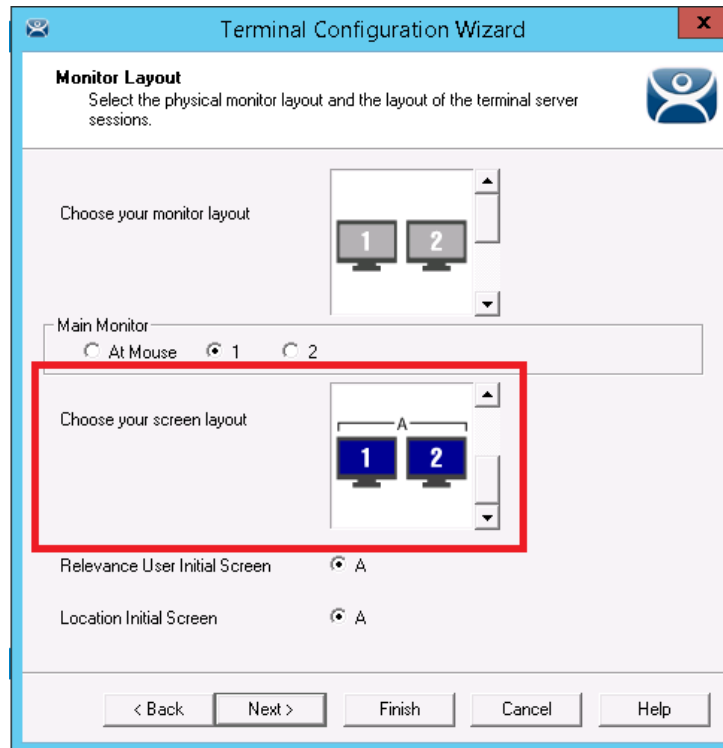 Terminal Configuration Wizard
x
Monitor Layout
Select the physical monitor layout and the layout of the terminal server
sessions.
Choose your monitor layout
1 2
Main Monitor
At Mouse 1 2
Choose your screen layout
A
1 2
Relevance User Initial Screen A
Location Initial Screen A
< Back Next > Finish Cancel Help